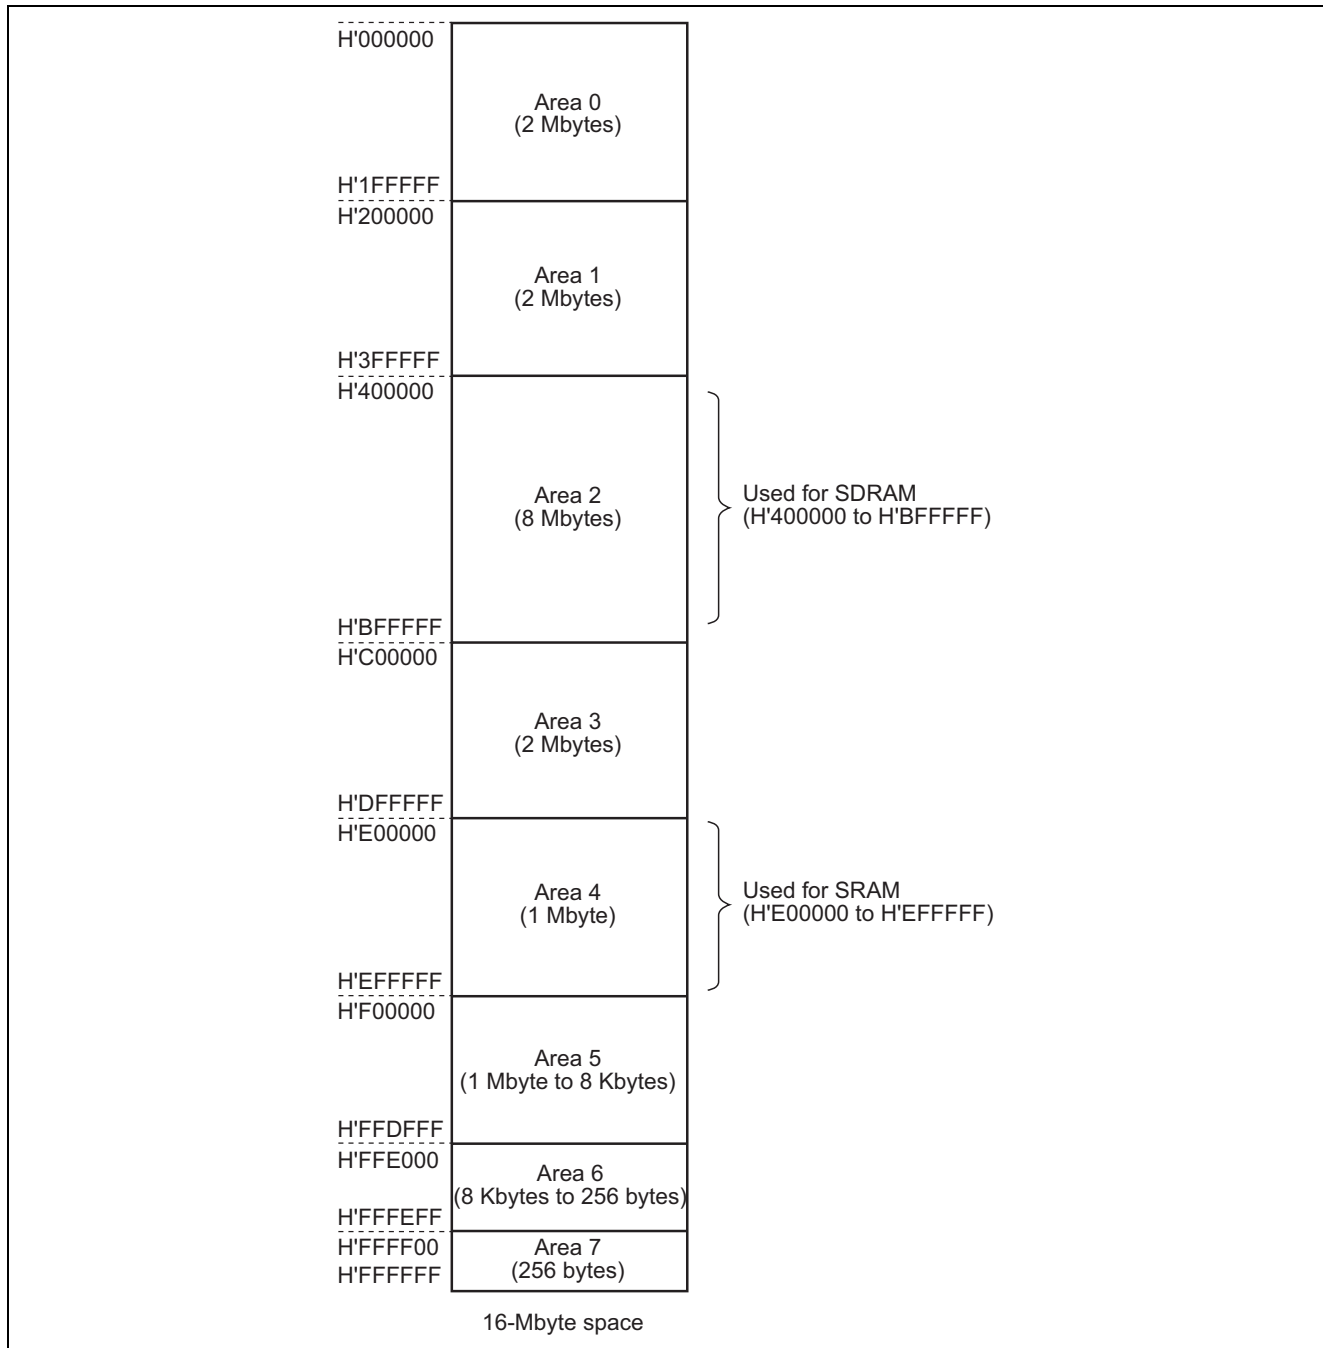 H'000000
Area 0
(2 Mbytes)
H'1FFFFF
H'200000
Area 1
(2 Mbytes)
H'3FFFFF
H'400000
Area 2
(8 Mbytes)
Used for SDRAM
(H'400000 to H'BFFFFF)
H'BFFFFF
H'C00000
Area 3
(2 Mbytes)
H'DFFFFF
H'E00000
Area 4
(1 Mbyte)
Used for SRAM
(H'E00000 to H'EFFFFF)
H'EFFFFF
H'F00000
Area 5
(1 Mbyte to 8 Kbytes)
H'FFDFFF
H'FFE000
Area 6
(8 Kbytes to 256 bytes)
H'FFFEFF
H'FFFF00
Area 7
(256 bytes)
H'FFFFFF
16-Mbyte space